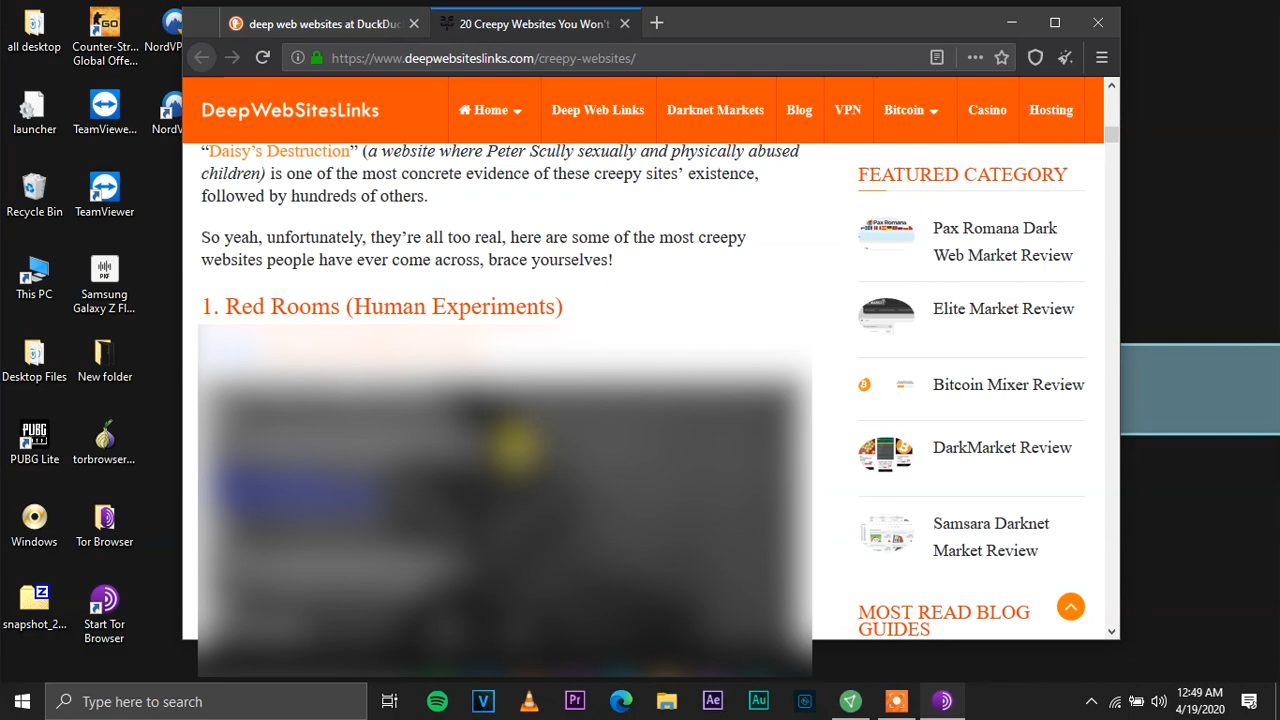 deep web websites at DuckDuc
20 Creepy Websites You Won't
https://www.deepwebsiteslinks.com/creepy-websites/
DeepWebSitesLinks
Home
Deep Web Links
Darknet Markets
Blog
VPN
Bitcoin
Casino
Hosting
“Daisy’s Destruction” (a website where Peter Scully sexually and physically abused
children) is one of the most concrete evidence of these creepy sites’ existence,
followed by hundreds of others.
So yeah, unfortunately, they’re all too real, here are some of the most creepy
websites people have ever come across, brace yourselves!
1. Red Rooms (Human Experiments)
FEATURED CATEGORY
Pax Romana Dark
Web Market Review
Elite Market Review
Bitcoin Mixer Review
DarkMarket Review
Samsara Darknet
Market Review
MOST READ BLOG
GUIDES
all desktop
Counter-Str...
Global Offe...
NordVP
launcher
TeamViewe...
NordV
Recycle Bin
TeamViewer
This PC
Samsung
Galaxy Z Fl...
Desktop Files
New folder
PUBG Lite
torbrowser...
Windows
Tor Browser
snapshot_2...
Start Tor
Browser
Type here to search
12:49 AM
4/19/2020